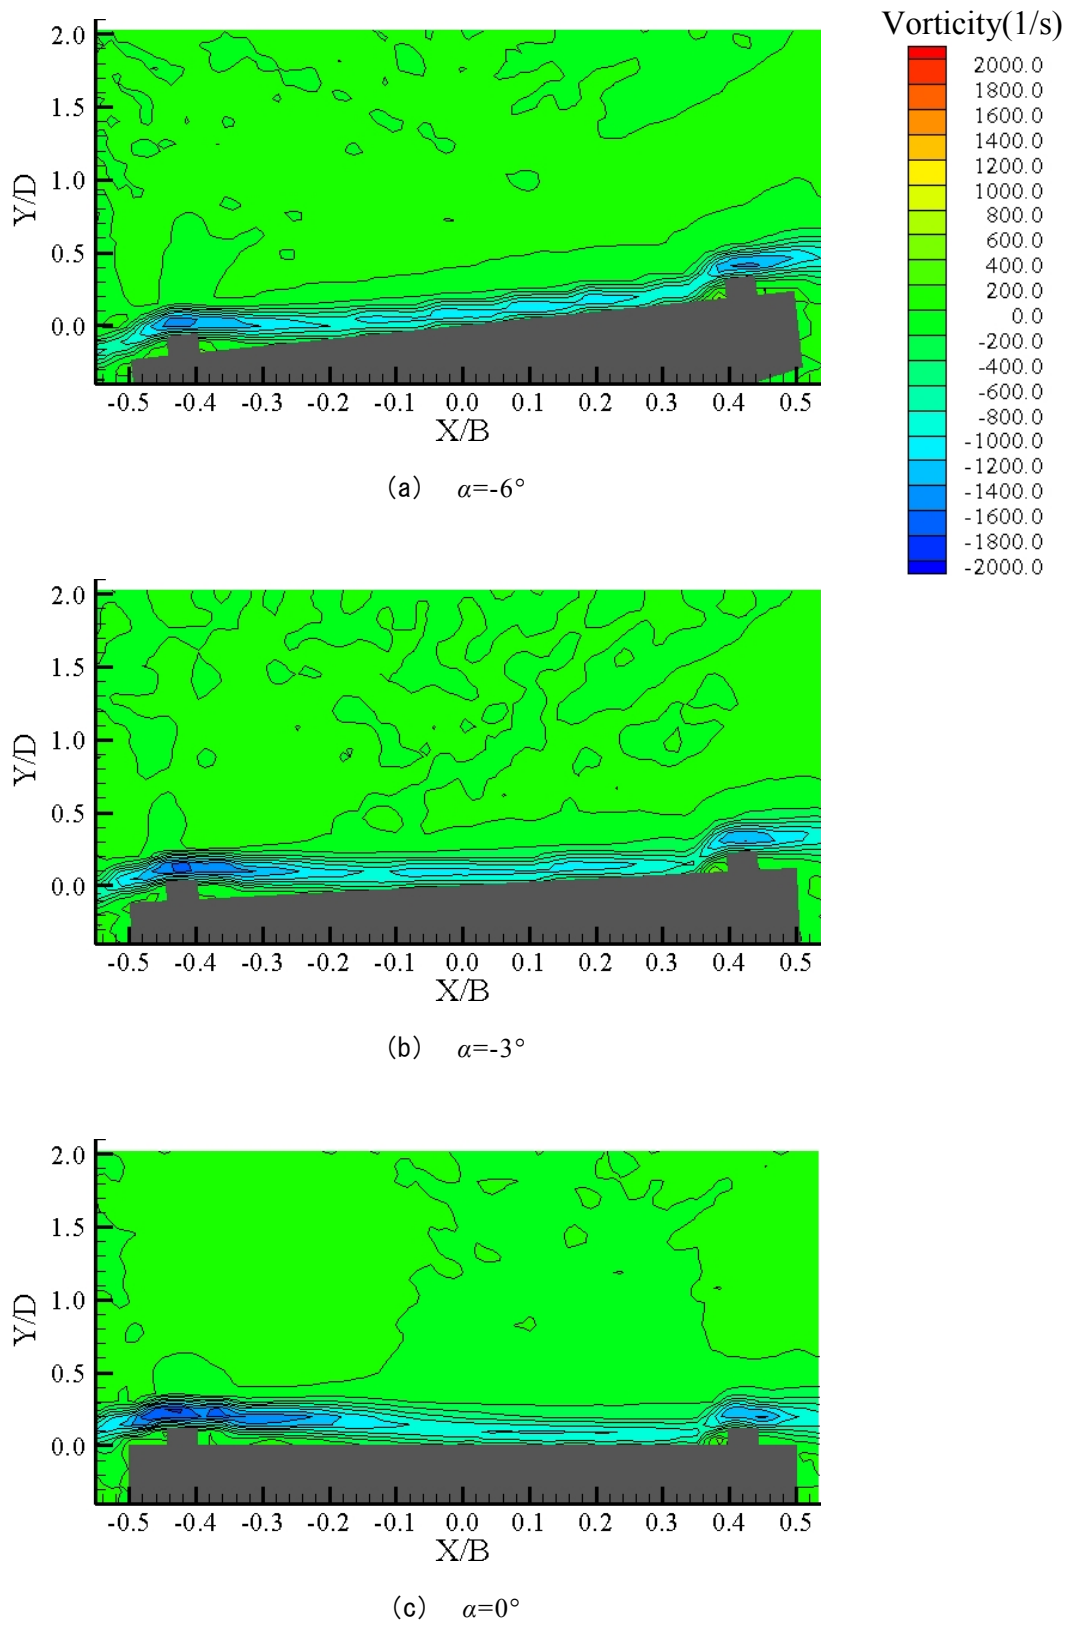 Vorticity(1/s)
2000.0
1800.0
1600.0
1400.0
1200.0
1000.0
800.0
600.0
400.0
200.0
0.0
-200.0
-400.0
-600.0
-800.0
-1000.0
-1200.0
-1400.0
-1600.0
-1800.0
-2000.0
Y/D
2.0
1.5
1.0
0.5
0.0
-0.5 -0.4 -0.3 -0.2 -0.1 0.0 0.1 0.2 0.3 0.4 0.5
X/B
(a) α=-6°
Y/D
2.0
1.5
1.0
0.5
0.0
-0.5 -0.4 -0.3 -0.2 -0.1 0.0 0.1 0.2 0.3 0.4 0.5
X/B
(b) α=-3°
Y/D
2.0
1.5
1.0
0.5
0.0
-0.5 -0.4 -0.3 -0.2 -0.1 0.0 0.1 0.2 0.3 0.4 0.5
X/B
(c) α=0°